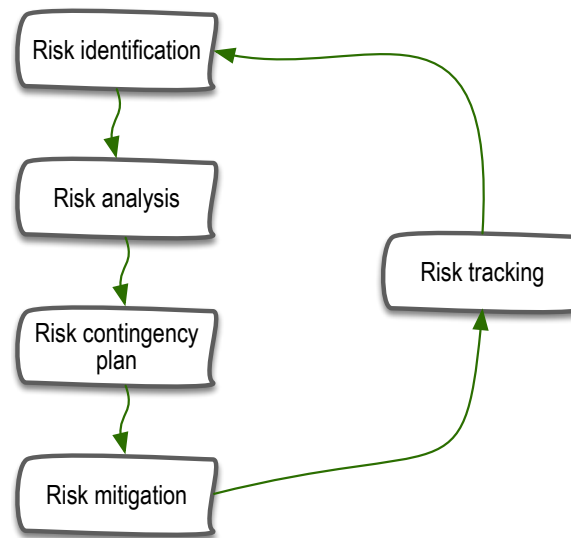 Risk identification
Risk analysis
Risk contingency
plan
Risk mitigation
Risk tracking